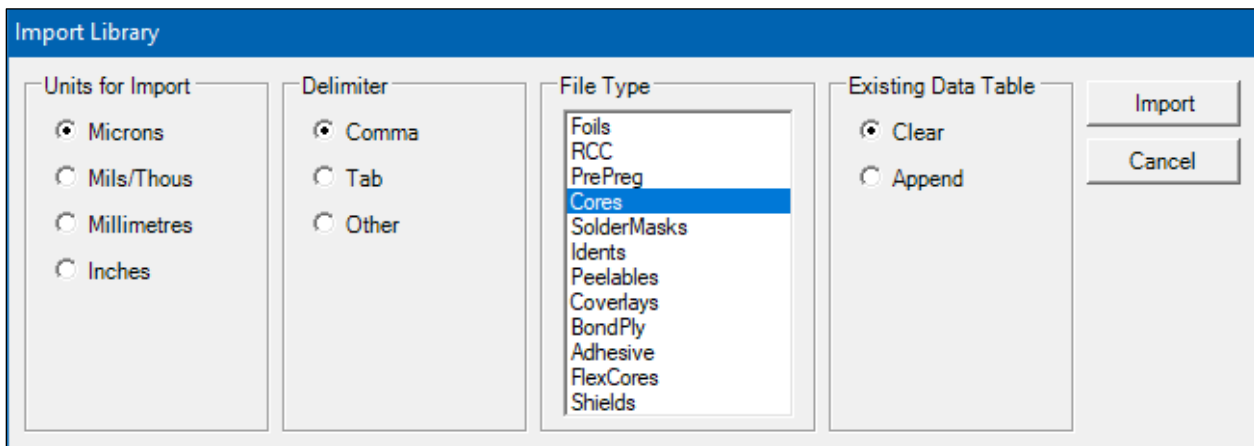 Import Library
Units for Import
Microns
Mils/Thous
Millimetres
Inches
Delimiter
Comma
Tab
Other
File Type
Foils
RCC
PrePreg
Cores
SolderMasks
Idents
Peelables
Coverlays
BondPly
Adhesive
FlexCores
Shields
Existing Data Table
Clear
Append
Import
Cancel